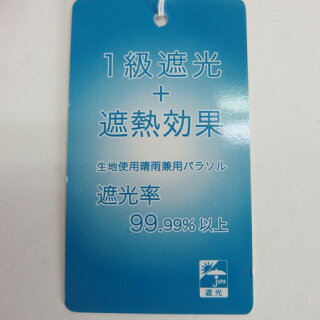 1級遮光
+
遮熱効果
生地使用晴雨兼用パラソル
遮光率
99.99%以上
JUPA
遮光